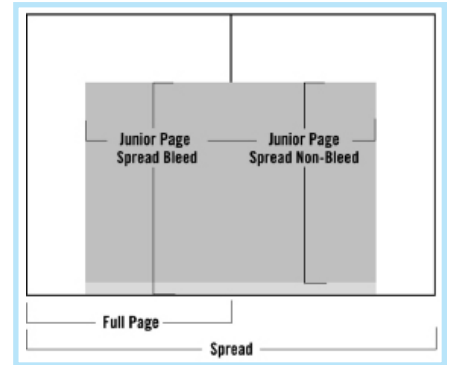 Junior Page
Spread Bleed
Junior Page
Spread Non-Bleed
Full Page
Spread